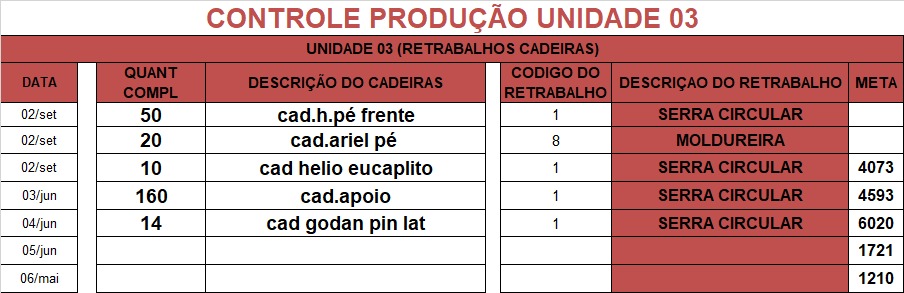 CONTROLE PRODUÇÃO UNIDADE 03
UNIDADE 03 (RETRABALHOS CADEIRAS)
DATA QUANT COMPL DESCRIÇÃO DO CADEIRAS CODIGO DO RETRABALHO DESCRIÇAO DO RETRABALHO META
02/set 50 cad.h.pé frente 1 SERRA CIRCULAR
02/set 20 cad.ariel pé 8 MOLDUREIRA
02/set 10 cad helio eucaplito 1 SERRA CIRCULAR 4073
03/jun 160 cad.apoio 1 SERRA CIRCULAR 4593
04/jun 14 cad godan pin lat 1 SERRA CIRCULAR 6020
05/jun 1721
06/mai 1210